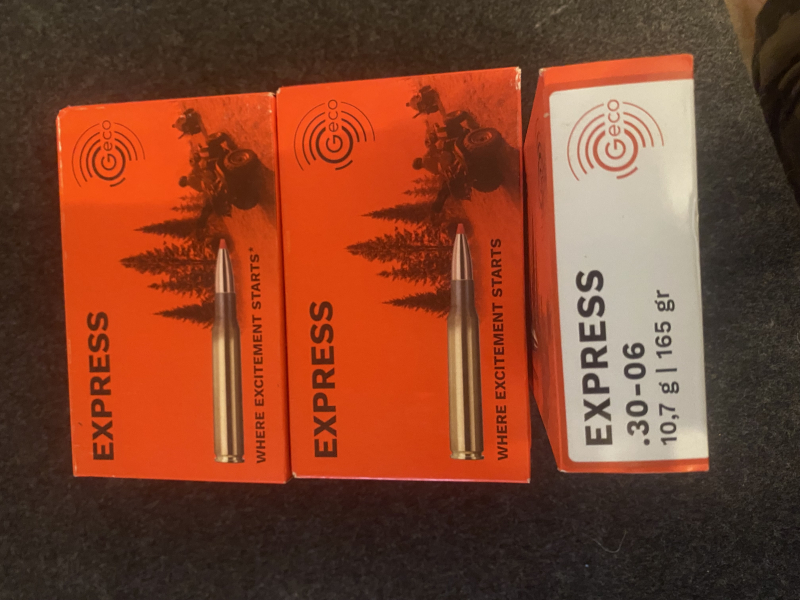 Geco
EXPRESS
WHERE EXCITEMENT STARTS*
Geco
EXPRESS
WHERE EXCITEMENT STARTS
Geco
EXPRESS
.30-06
10,7 g | 165 gr